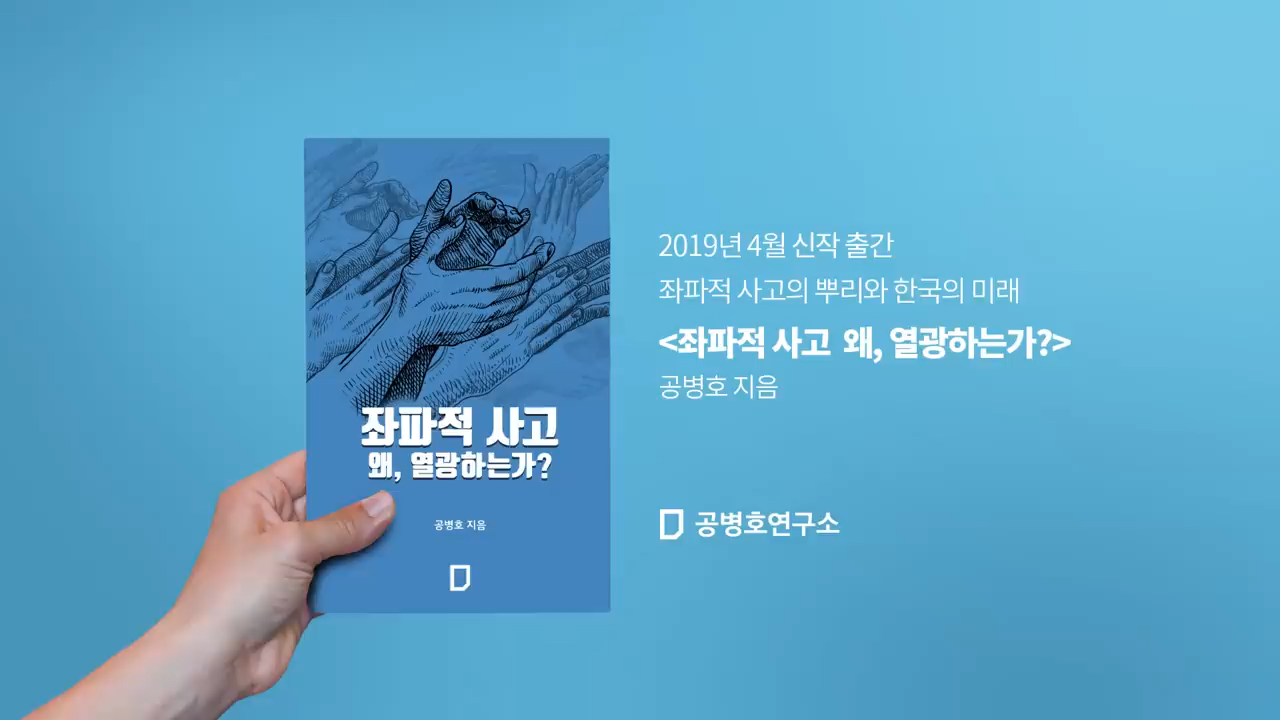 좌파적 사고
왜, 열광하는가?
공병호 지음
2019년 4월 신작 출간
좌파적 사고의 뿌리와 한국의 미래
<좌파적 사고 왜, 열광하는가?>
공병호 지음
공병호연구소